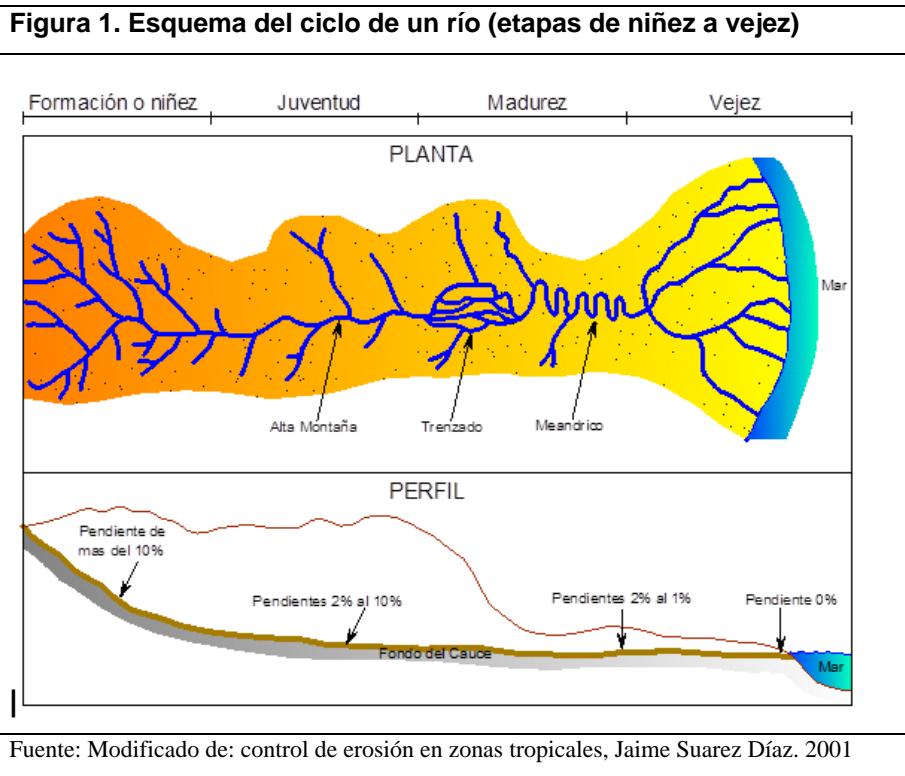 Figura 1. Esquema del ciclo de un río (etapas de niñez a vejez)
Formación o niñez Juventud Madurez Vejez
PLANTA
Mar
Alta Montaña Trenzado Meandrico
PERFIL
Pendiente de
mas del 10%
Pendientes 2% al 10% Pendientes 2% al 1% Pendiente 0%
Fondo del Cauce
Mar
Fuente: Modificado de: control de erosión en zonas tropicales, Jaime Suarez Díaz. 2001